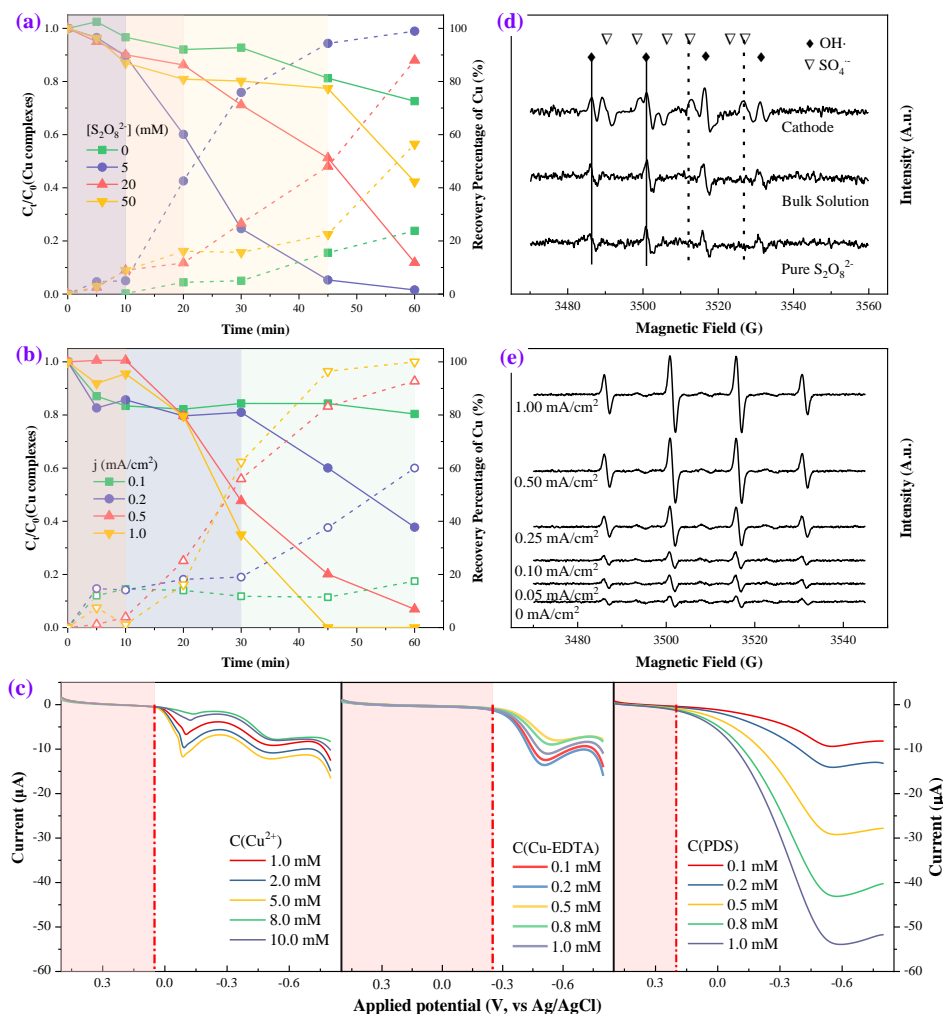 (a)
1.0
0.8
0.6
0.4
0.2
0.0
C_t/C_0(Cu complexes)
[S₂O₈²⁻] (mM)
0
5
20
50
100
80
60
40
20
0
Recovery Percentage of Cu (%)
0 10 20 30 40 50 60
Time (min)
(d)
♦ OH·
▽ SO₄·⁻
Cathode
Bulk Solution
Pure S₂O₈²⁻
Intensity (A.u.)
3480 3500 3520 3540 3560
Magnetic Field (G)
(b)
1.0
0.8
0.6
0.4
0.2
0.0
C_t/C_0(Cu complexes)
j (mA/cm²)
0.1
0.2
0.5
1.0
100
80
60
40
20
0
Recovery Percentage of Cu (%)
0 10 20 30 40 50 60
Time (min)
(e)
1.00 mA/cm²
0.50 mA/cm²
0.25 mA/cm²
0.10 mA/cm²
0.05 mA/cm²
0 mA/cm²
Intensity (A.u.)
3480 3500 3520 3540
Magnetic Field (G)
(c)
0
-10
-20
-30
-40
-50
-60
Current (μA)
C(Cu²⁺)
1.0 mM
2.0 mM
5.0 mM
8.0 mM
10.0 mM
C(Cu-EDTA)
0.1 mM
0.2 mM
0.5 mM
0.8 mM
1.0 mM
C(PDS)
0.1 mM
0.2 mM
0.5 mM
0.8 mM
1.0 mM
0
-10
-20
-30
-40
-50
-60
Current (μA)
0.3 0.0 -0.3 -0.6 0.3 0.0 -0.3 -0.6 0.3 0.0 -0.3 -0.6
Applied potential (V, vs Ag/AgCl)